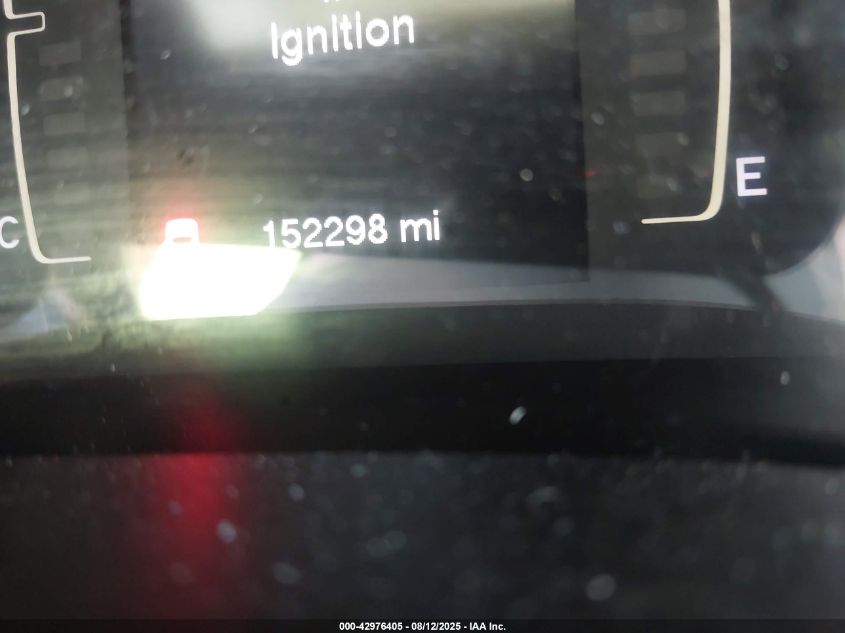 Ignition
E
C
152298 mi
000-42976405 - 08/12/2025 - IAA Inc.